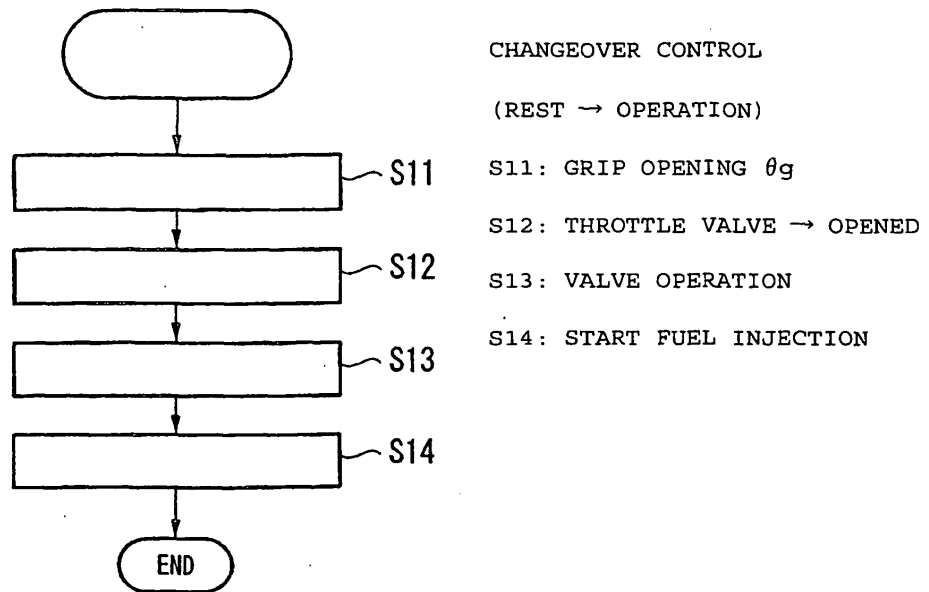 CHANGEOVER CONTROL
(REST → OPERATION)
S11: GRIP OPENING θg
S12: THROTTLE VALVE → OPENED
S13: VALVE OPERATION
S14: START FUEL INJECTION
S11
S12
S13
S14
END